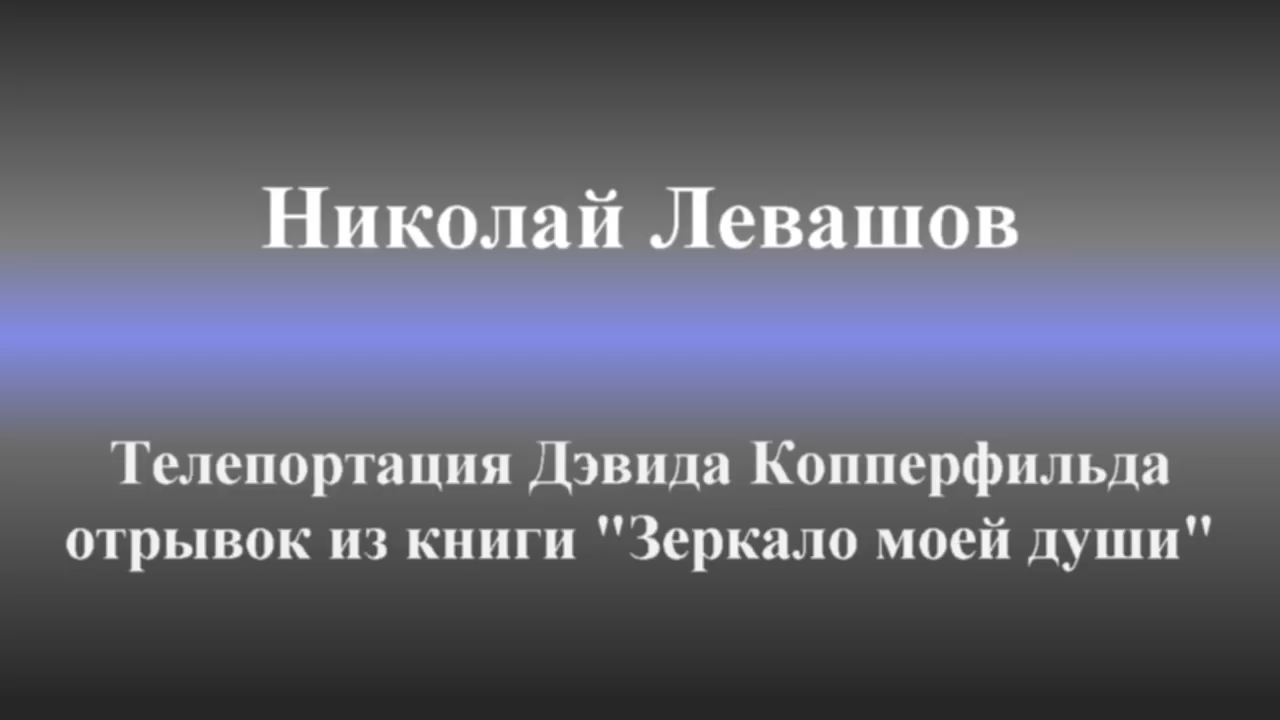 Николай Левашов
Телепортация Дэвида Копперфильда
отрывок из книги "Зеркало моей души"